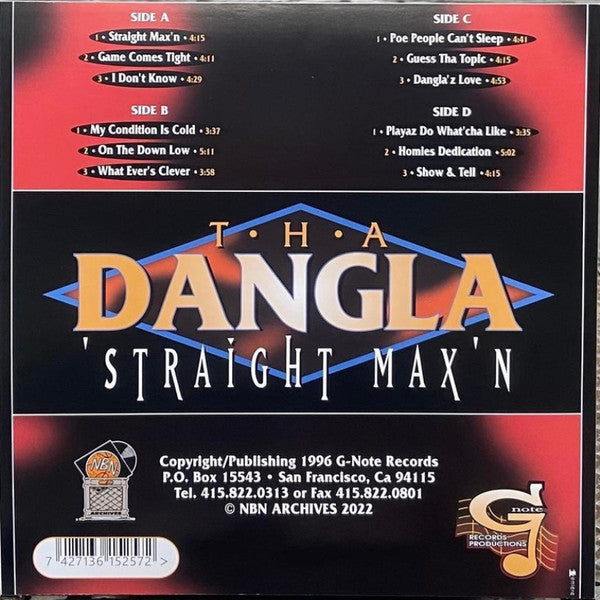 SIDE A
1 • Straight Max'n • 4:15
2 • Game Comes Tight • 4:11
3 • I Don't Know • 4:29
SIDE B
1 • My Condition Is Cold • 3:37
2 • On The Down Low • 5:11
3 • What Ever's Clever • 3:58
SIDE C
1 • Poe People Can't Sleep • 4:41
2 • Guess Tha Topic • 4:15
3 • Dangla'z Love • 4:53
SIDE D
1 • Playaz Do What'cha Like • 3:35
2 • Homies Dedication • 5:02
3 • Show & Tell • 4:15
T • H • A
DANGLA
'STRAIGHT MAX'N
NBN
ARCHIVES
Copyright/Publishing 1996 G-Note Records
P.O. Box 15543 • San Francisco, Ca 94115
Tel. 415.822.0313 or Fax 415.822.0801
© NBN ARCHIVES 2022
G note
RECORDS
PRODUCTIONS
7 427136 152572 >